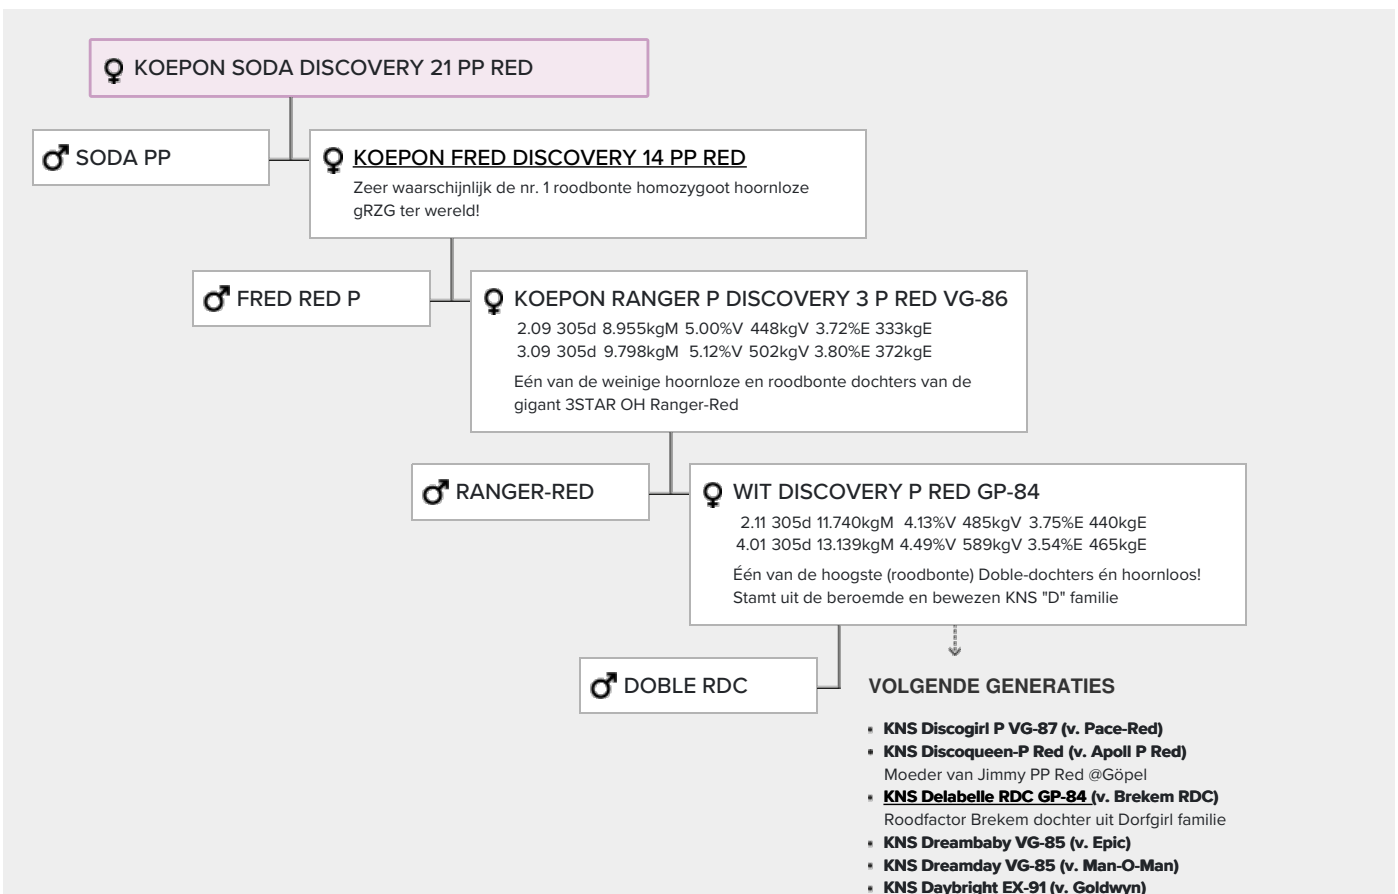 KOEPON SODA DISCOVERY 21 PP RED
SODA PP
KOEPON FRED DISCOVERY 14 PP RED
Zeer waarschijnlijk de nr. 1 roodbonte homozygoot hoornloze
gRZG ter wereld!
FRED RED P
KOEPON RANGER P DISCOVERY 3 P RED VG-86
2.09 305d 8.955kgM 5.00%V 448kgV 3.72%E 333kgE
3.09 305d 9.798kgM 5.12%V 502kgV 3.80%E 372kgE
Eén van de weinige hoornloze en roodbonte dochters van de
gigant 3STAR OH Ranger-Red
RANGER-RED
WIT DISCOVERY P RED GP-84
2.11 305d 11.740kgM 4.13%V 485kgV 3.75%E 440kgE
4.01 305d 13.139kgM 4.49%V 589kgV 3.54%E 465kgE
Één van de hoogste (roodbonte) Doble-dochters én hoornloos!
Stamt uit de beroemde en bewezen KNS "D" familie
DOBLE RDC
VOLGENDE GENERATIES
KNS Discogirl P VG-87 (v. Pace-Red)
KNS Discoqueen-P Red (v. Apoll P Red)
Moeder van Jimmy PP Red @Göpel
KNS Delabelle RDC GP-84 (v. Brekem RDC)
Roodfactor Brekem dochter uit Dorfgirl familie
KNS Dreambaby VG-85 (v. Epic)
KNS Dreamday VG-85 (v. Man-O-Man)
KNS Daybright EX-91 (v. Goldwyn)